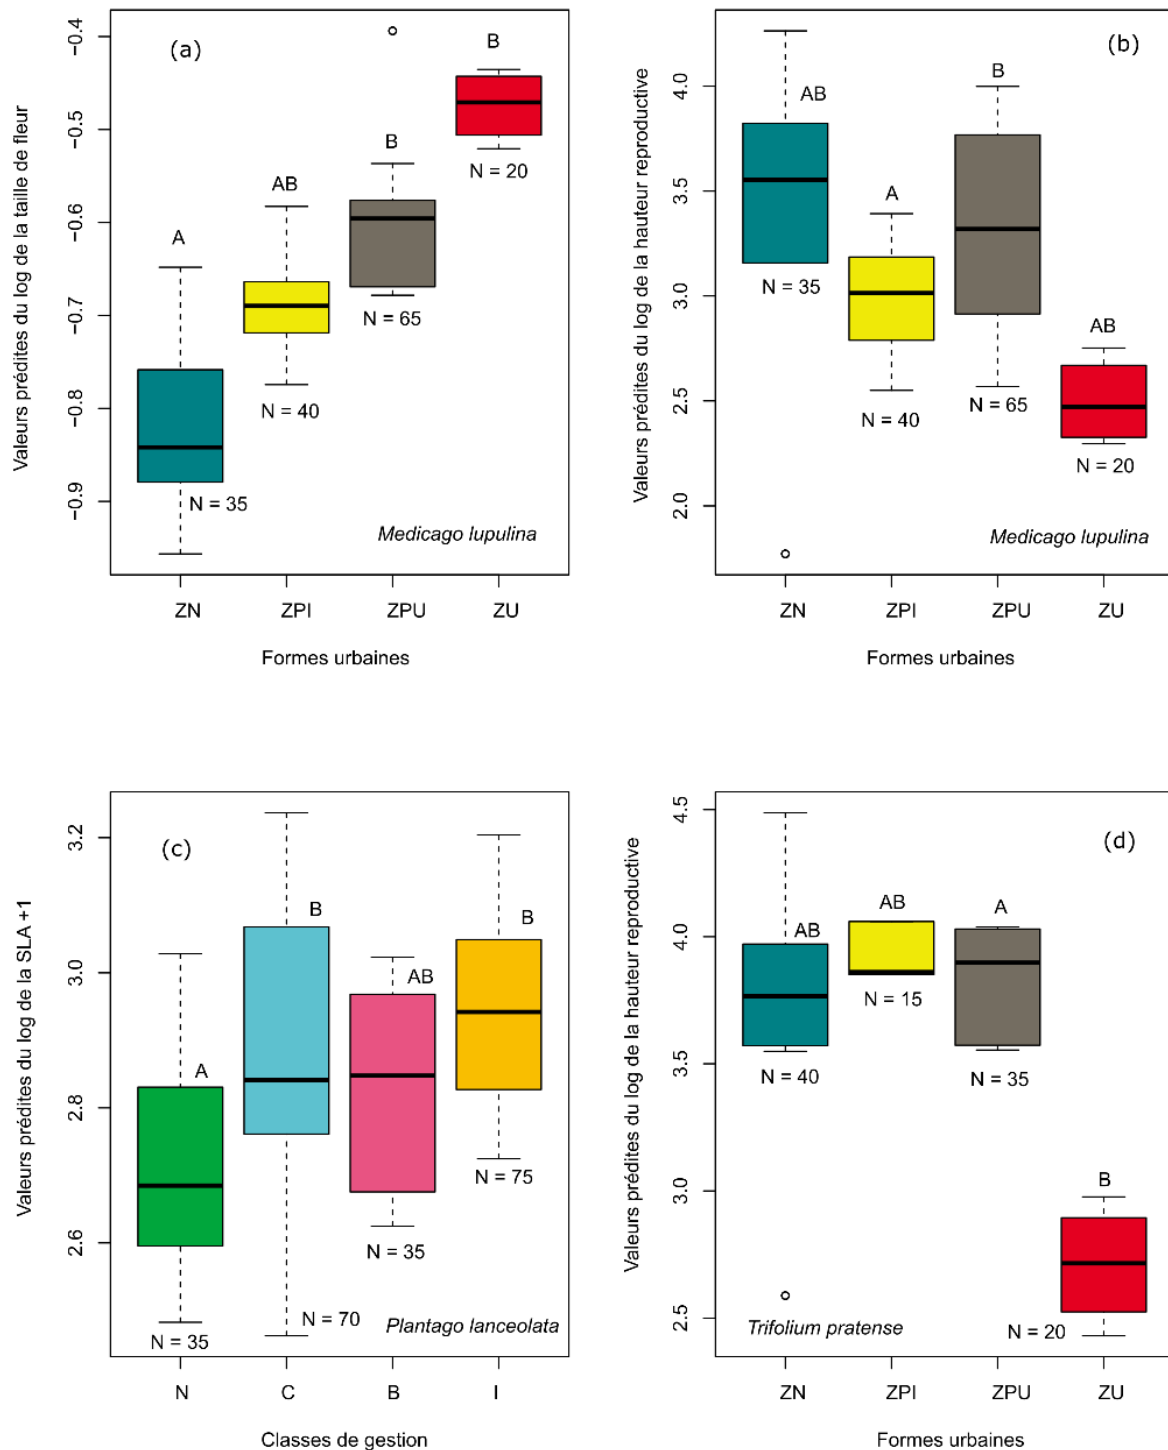 (a)
Valeurs prédites du log de la taille de fleur
−0.4
−0.5
−0.6
−0.7
−0.8
−0.9
A
AB
B
B
N = 35
N = 40
N = 65
N = 20
Medicago lupulina
ZN ZPI ZPU ZU
Formes urbaines
(b)
Valeurs prédites du log de la hauteur reproductive
4.0
3.5
3.0
2.5
2.0
AB
A
B
AB
N = 35
N = 40
N = 65
N = 20
Medicago lupulina
ZN ZPI ZPU ZU
Formes urbaines
(c)
Valeurs prédites du log de la SLA +1
3.2
3.0
2.8
2.6
A
B
AB
B
N = 35
N = 70
N = 35
N = 75
Plantago lanceolata
N C B I
Classes de gestion
(d)
Valeurs prédites du log de la hauteur reproductive
4.5
4.0
3.5
3.0
2.5
AB
AB
A
B
N = 40
N = 15
N = 35
N = 20
Trifolium pratense
ZN ZPI ZPU ZU
Formes urbaines